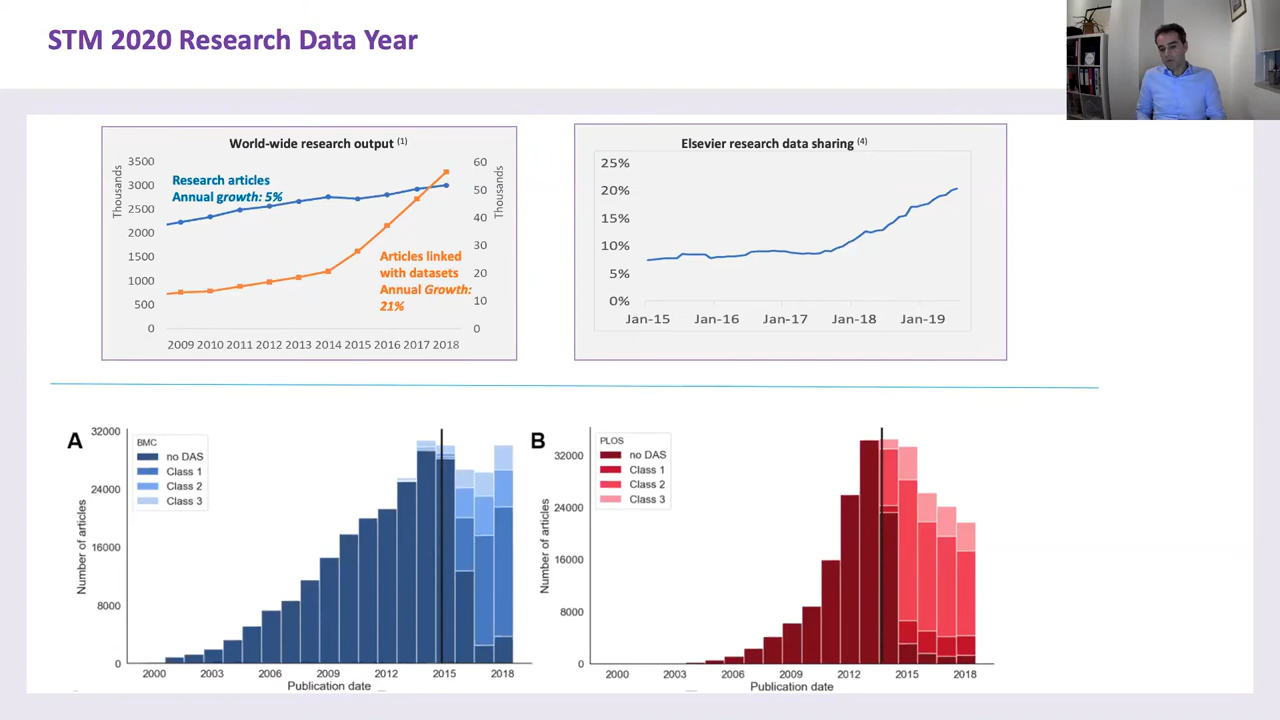 STM 2020 Research Data Year
World-wide research output (1)
Thousands
3500
3000
2500
2000
1500
1000
500
0
Research articles
Annual growth: 5%
Articles linked
with datasets
Annual Growth:
21%
60
50
40
30
20
10
0
Thousands
2009 2010 2011 2012 2013 2014 2015 2016 2017 2018
Elsevier research data sharing (4)
25%
20%
15%
10%
5%
0%
Jan-15 Jan-16 Jan-17 Jan-18 Jan-19
A
BMC
no DAS
Class 1
Class 2
Class 3
Number of articles
32000
24000
16000
8000
0
2000 2003 2006 2009 2012 2015 2018
Publication date
B
PLOS
no DAS
Class 1
Class 2
Class 3
Number of articles
32000
24000
16000
8000
0
2000 2003 2006 2009 2012 2015 2018
Publication date